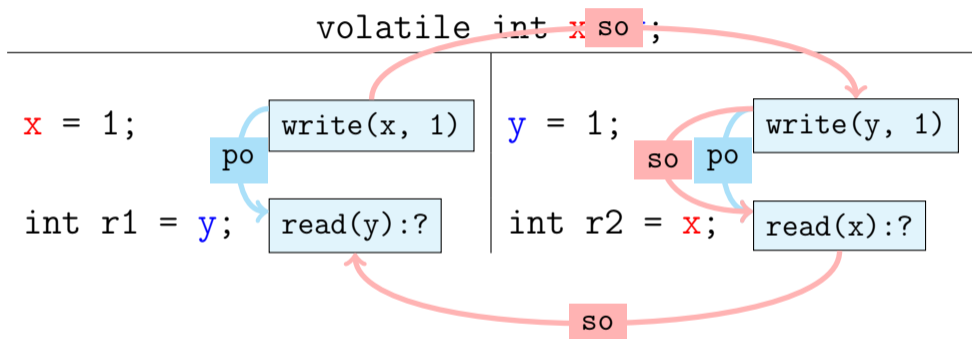 volatile int x so ;
x = 1; write(x, 1) y = 1; write(y, 1)
po so po
int r1 = y; read(y):? int r2 = x; read(x):?
so